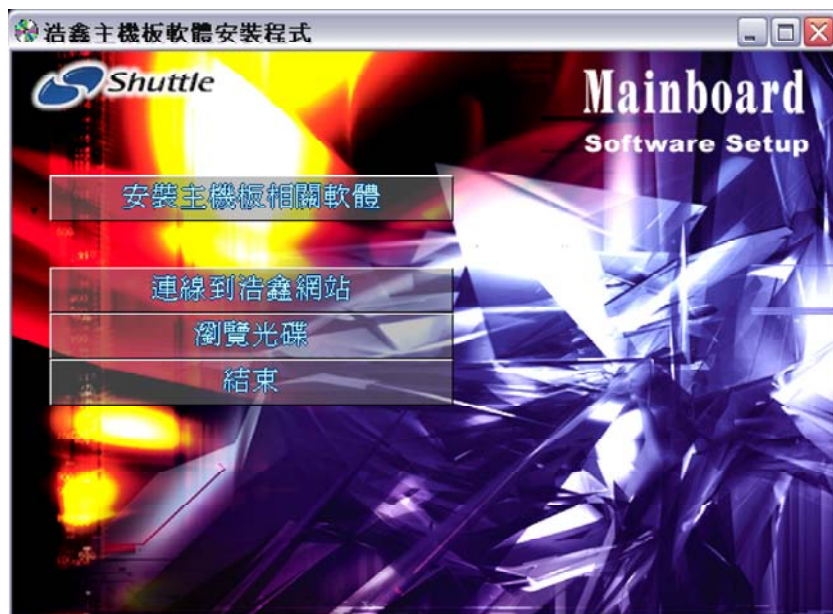 浩鑫主機板軟體安裝程式
Shuttle
Mainboard
Software Setup
安裝主機板相關軟體
連線到浩鑫網站
瀏覽光碟
結束